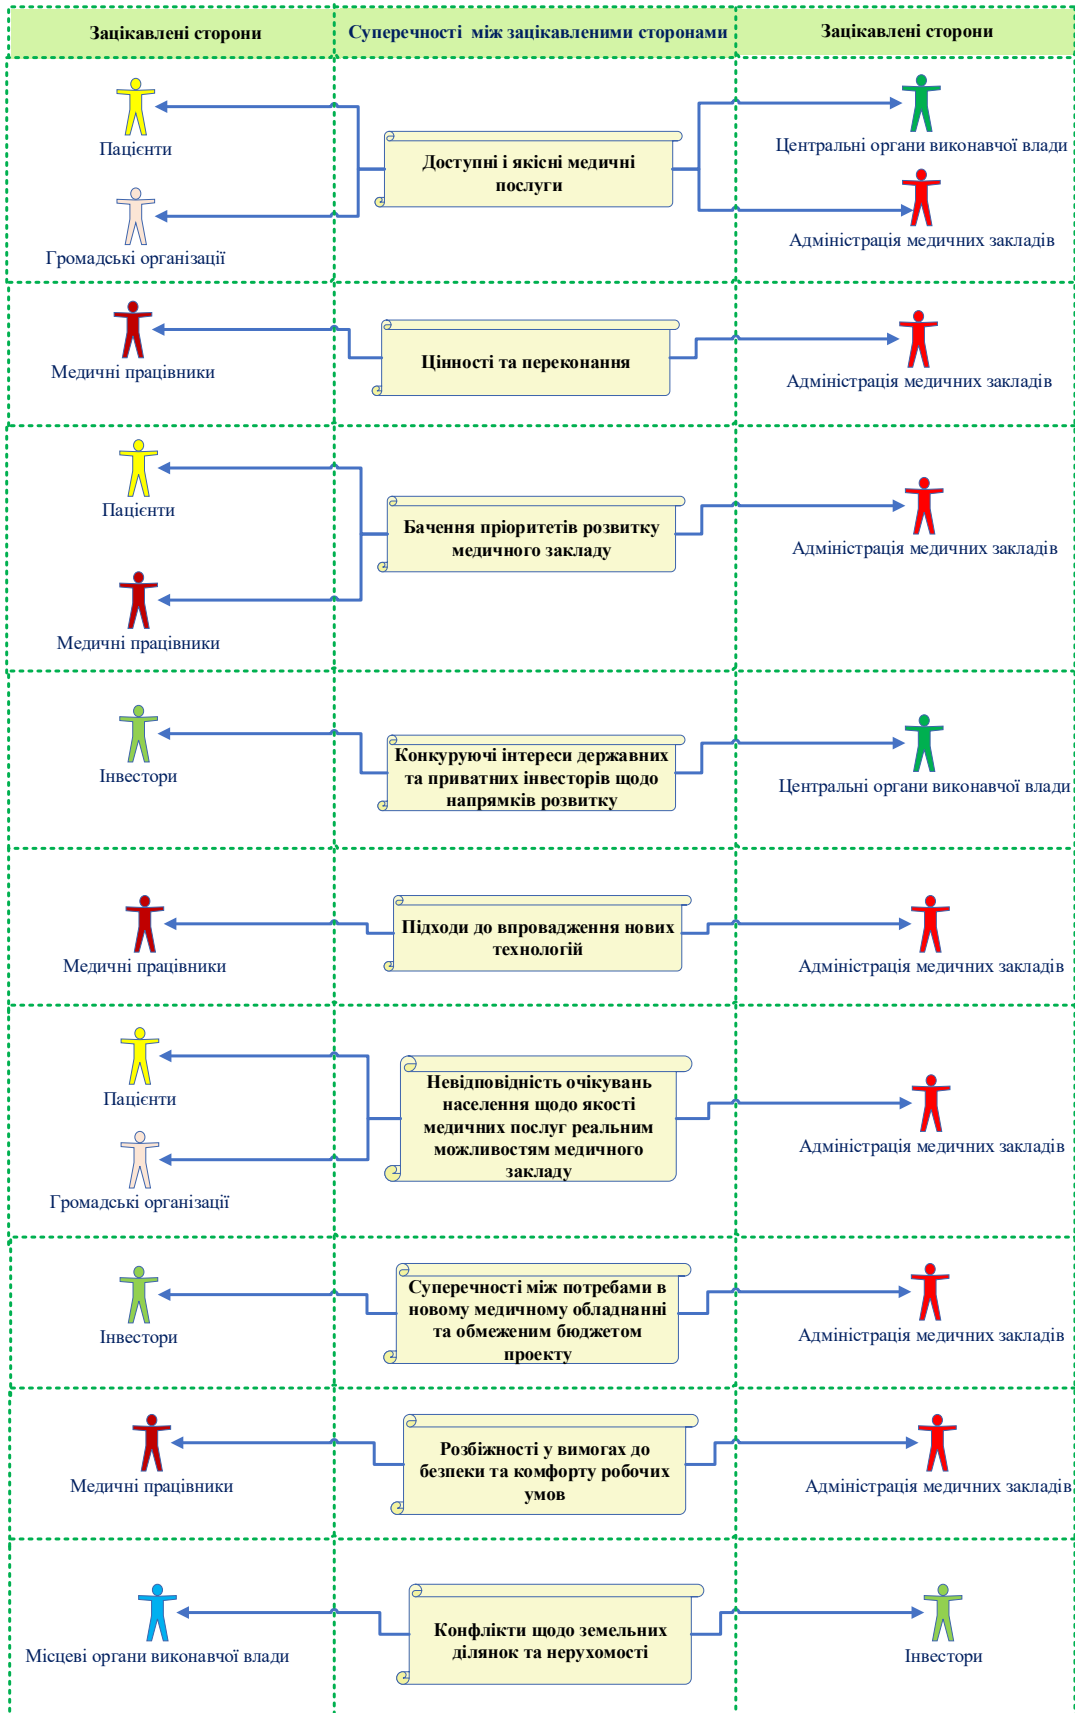 Зацікавлені сторони
Суперечності між зацікавленими сторонами
Зацікавлені сторони
Пацієнти
Громадські організації
Доступні і якісні медичні
послуги
Центральні органи виконавчої влади
Адміністрація медичних закладів
Медичні працівники
Цінності та переконання
Адміністрація медичних закладів
Пацієнти
Медичні працівники
Бачення пріоритетів розвитку
медичного закладу
Адміністрація медичних закладів
Інвестори
Конкуруючі інтереси державних
та приватних інвесторів щодо
напрямків розвитку
Центральні органи виконавчої влади
Медичні працівники
Підходи до впровадження нових
технологій
Адміністрація медичних закладів
Пацієнти
Громадські організації
Невідповідність очікувань
населення щодо якості
медичних послуг реальним
можливостям медичного
закладу
Адміністрація медичних закладів
Інвестори
Суперечності між потребами в
новому медичному обладнанні
та обмеженим бюджетом
проекту
Адміністрація медичних закладів
Медичні працівники
Розбіжності у вимогах до
безпеки та комфорту робочих
умов
Адміністрація медичних закладів
Місцеві органи виконавчої влади
Конфлікти щодо земельних
ділянок та нерухомості
Інвестори